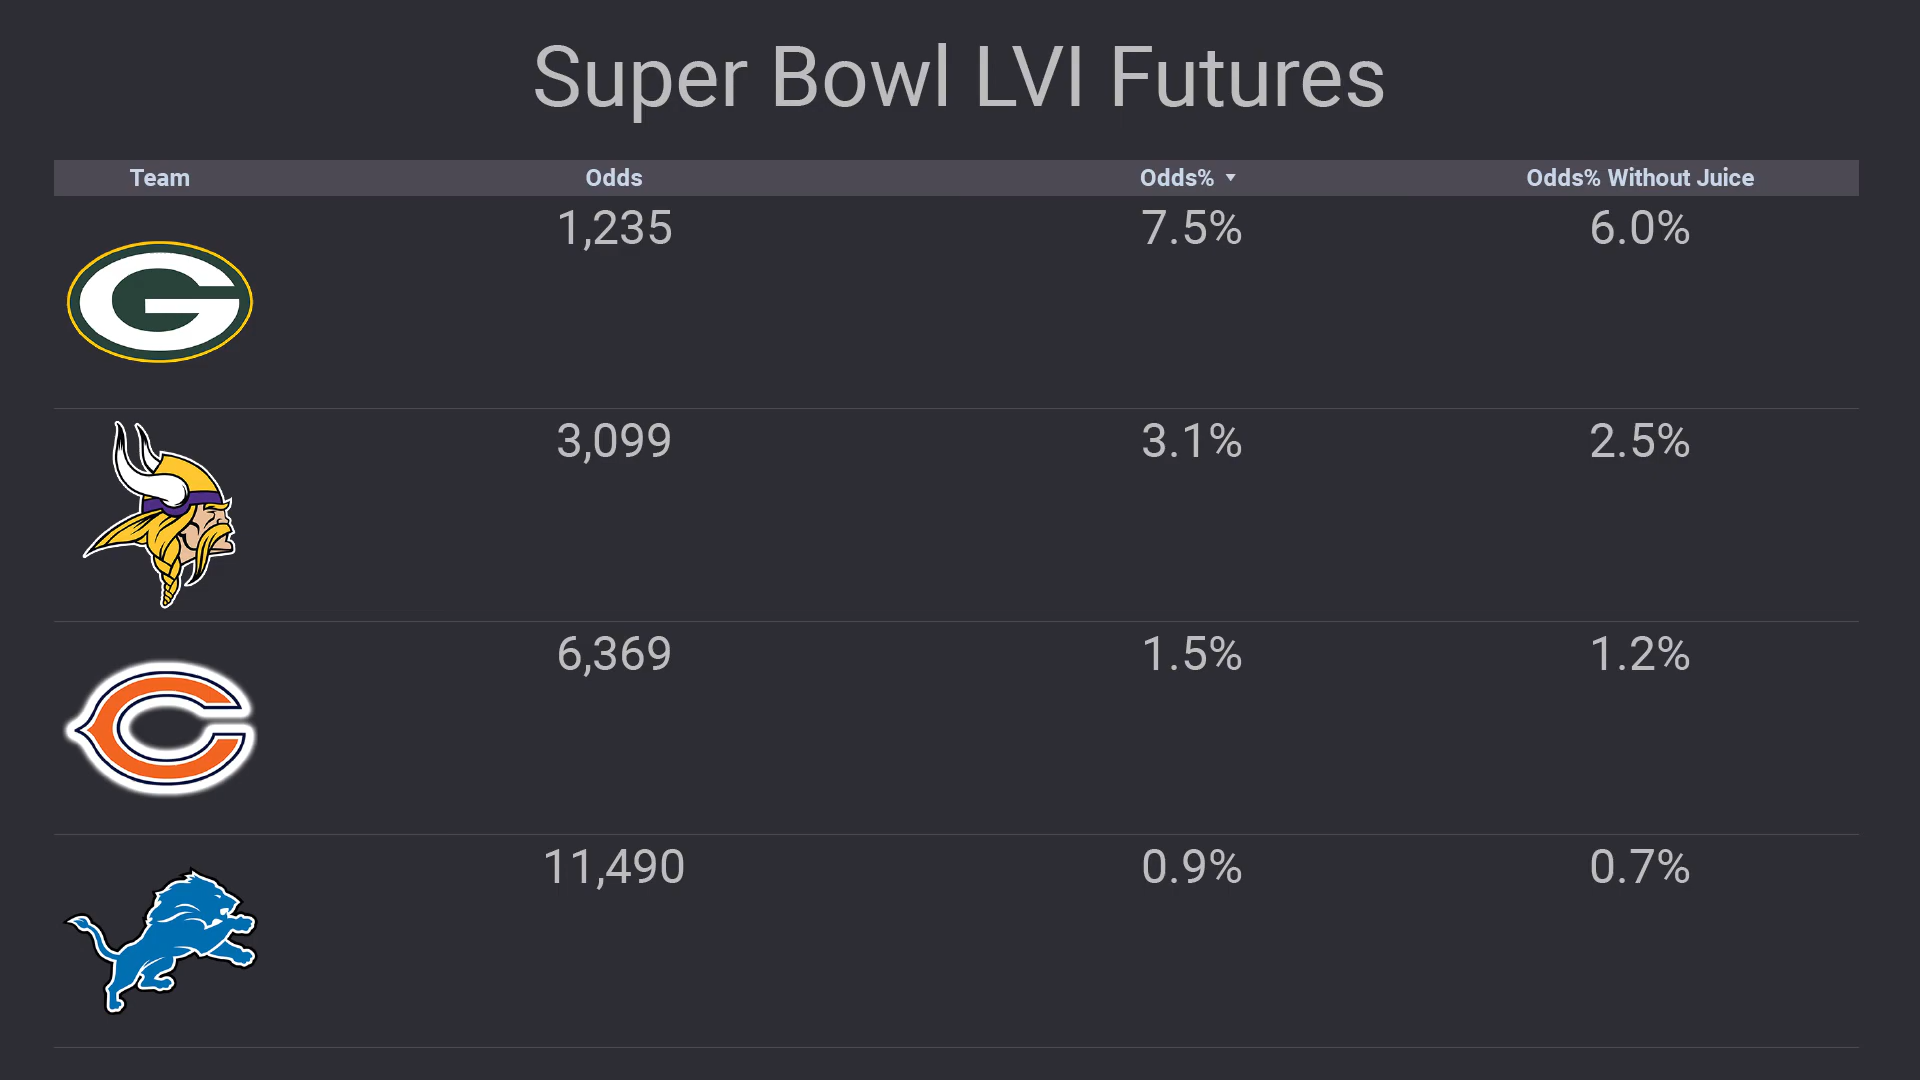 Super Bowl LVI Futures
Team Odds Odds% Odds% Without Juice
G 1,235 7.5% 6.0%
3,099 3.1% 2.5%
C 6,369 1.5% 1.2%
11,490 0.9% 0.7%